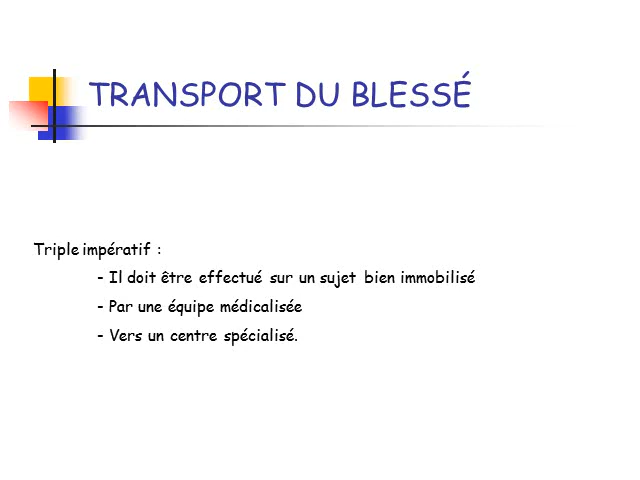 TRANSPORT DU BLESSÉ
Triple impératif :
- Il doit être effectué sur un sujet bien immobilisé
- Par une équipe médicalisée
- Vers un centre spécialisé.